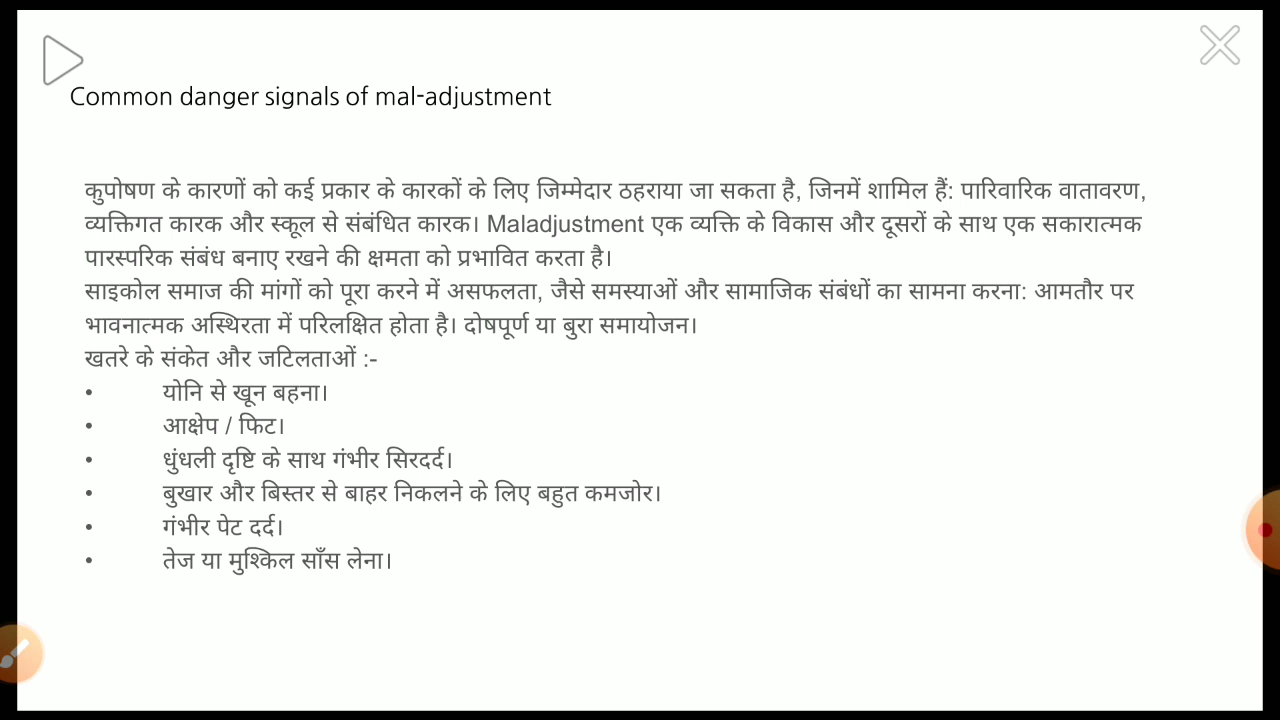 Common danger signals of mal-adjustment
कुपोषण के कारणों को कई प्रकार के कारकों के लिए जिम्मेदार ठहराया जा सकता है, जिनमें शामिल हैं: पारिवारिक वातावरण,
व्यक्तिगत कारक और स्कूल से संबंधित कारक। Maladjustment एक व्यक्ति के विकास और दूसरों के साथ एक सकारात्मक
पारस्परिक संबंध बनाए रखने की क्षमता को प्रभावित करता है।
साइकोल समाज की मांगों को पूरा करने में असफलता, जैसे समस्याओं और सामाजिक संबंधों का सामना करना: आमतौर पर
भावनात्मक अस्थिरता में परिलक्षित होता है। दोषपूर्ण या बुरा समायोजन।
खतरे के संकेत और जटिलताओं :-
• योनि से खून बहना।
• आक्षेप / फिट।
• धुंधली दृष्टि के साथ गंभीर सिरदर्द।
• बुखार और बिस्तर से बाहर निकलने के लिए बहुत कमजोर।
• गंभीर पेट दर्द।
• तेज या मुश्किल साँस लेना।